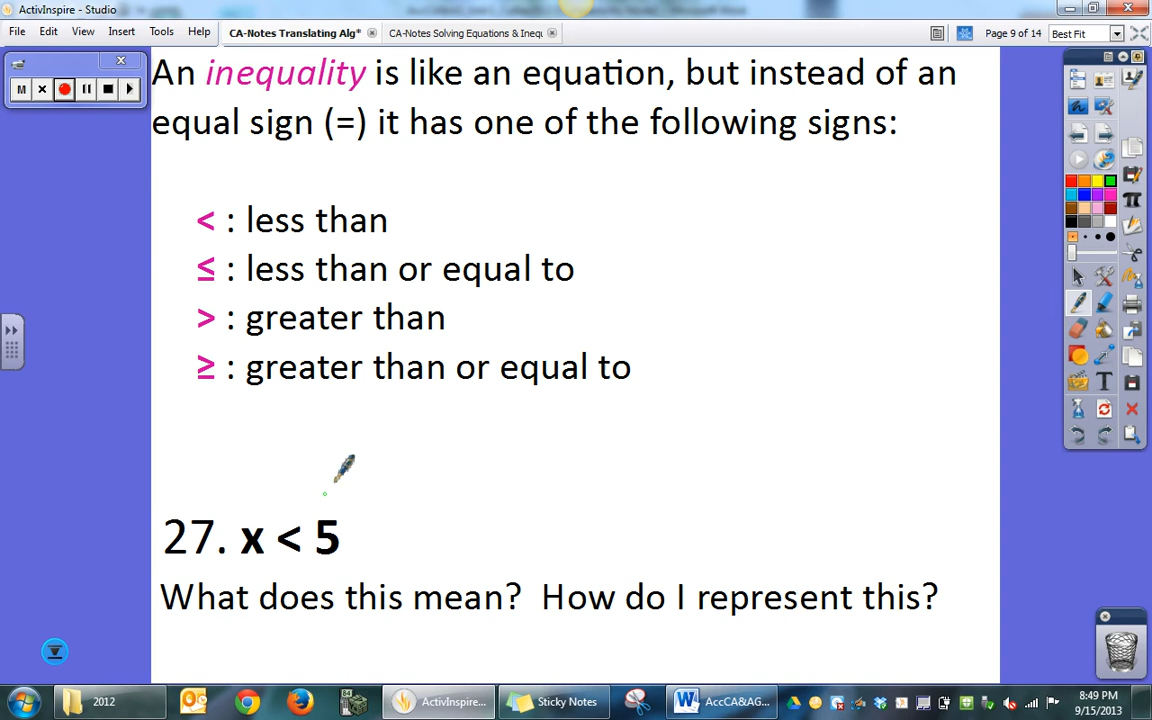 ActivInspire - Studio
File Edit View Insert Tools Help
CA-Notes Translating Alg*
CA-Notes Solving Equations & Inequ
Page 9 of 14
Best Fit
M
An inequality is like an equation, but instead of an
equal sign (=) it has one of the following signs:
< : less than
≤ : less than or equal to
> : greater than
≥ : greater than or equal to
27. x < 5
What does this mean? How do I represent this?
2012
ActivInspire...
Sticky Notes
AccCA&AG...
8:49 PM
9/15/2013